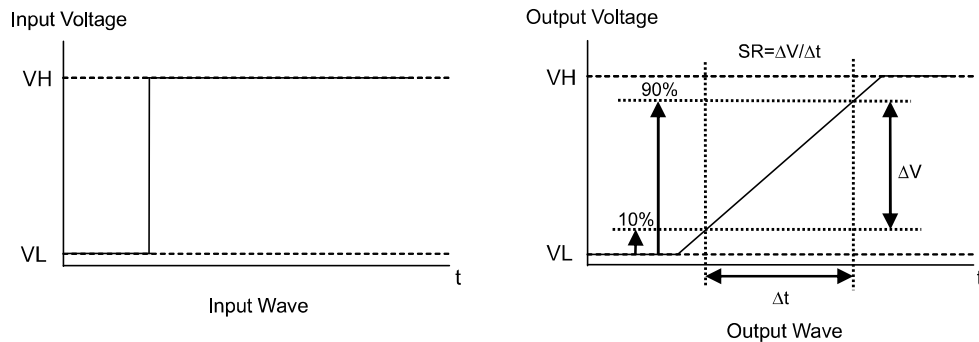 Input Voltage
VH
VL
t
Input Wave
Output Voltage
SR=ΔV/Δt
VH
90%
ΔV
10%
VL
t
Δt
Output Wave